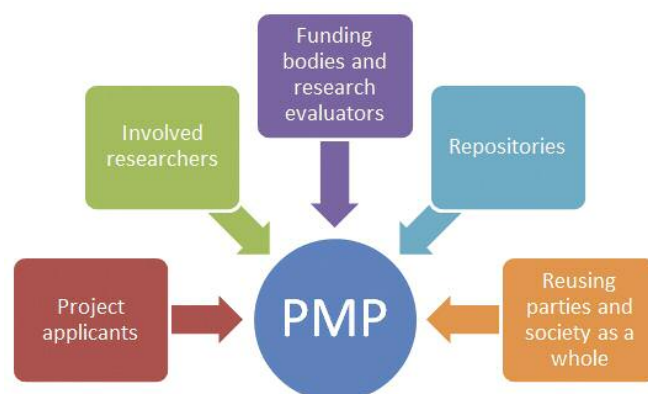 Funding
bodies and
research
evaluators
Involved
researchers
Repositories
Project
applicants
PMP
Reusing
parties and
society as a
whole